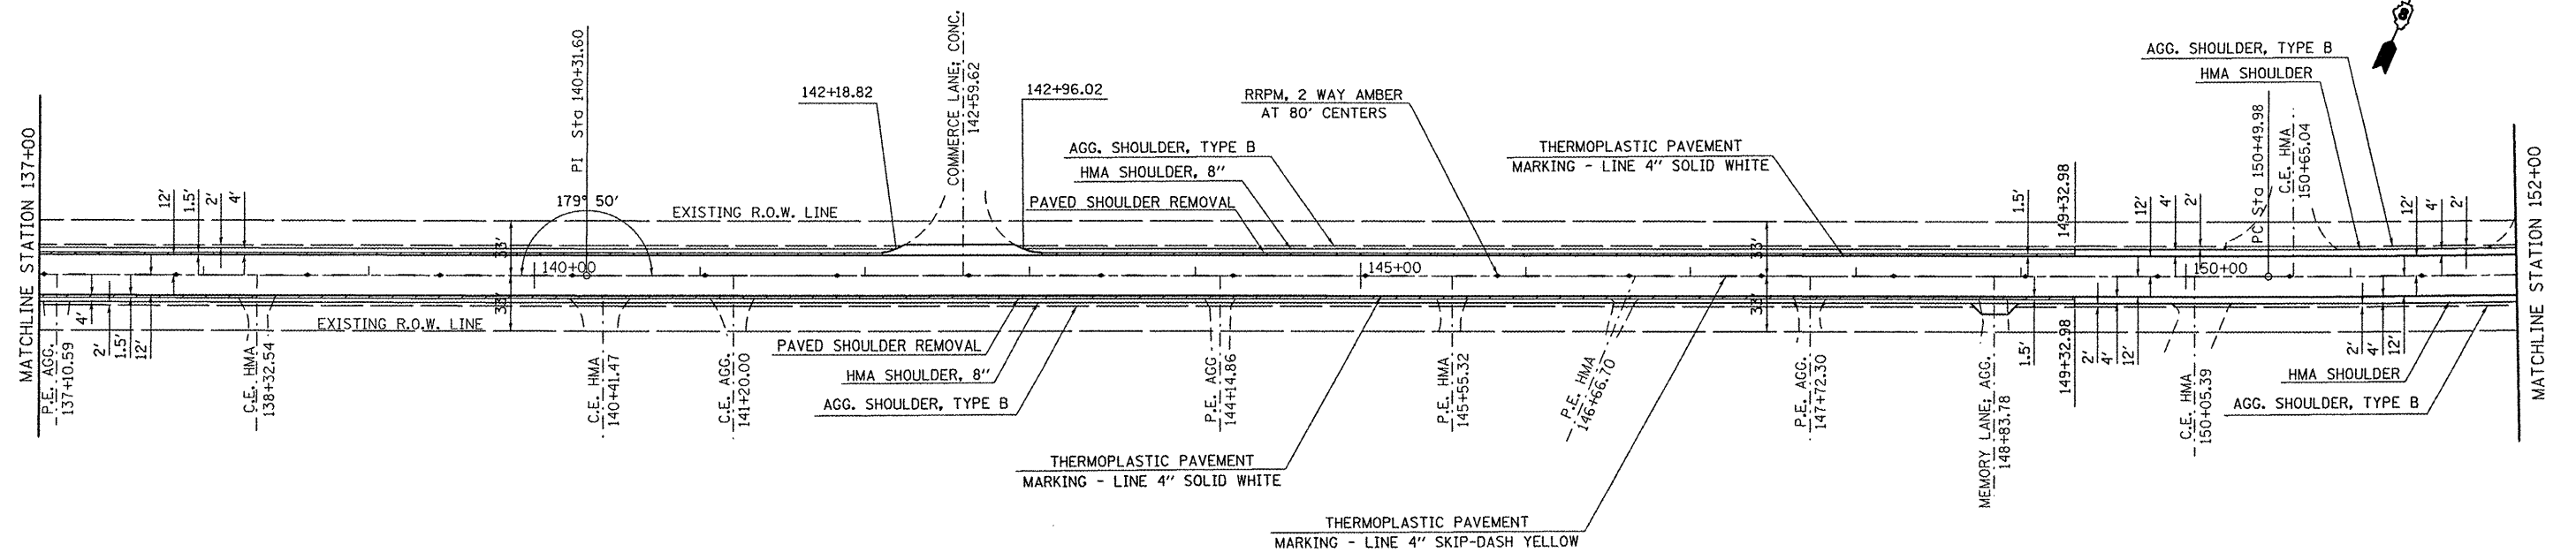 MATCHLINE STATION 137+00
12'
1.5'
2'
4'
PI Sta 140+31.60
179° 50'
EXISTING R.O.W. LINE
142+18.82
COMMERCE LANE; CONC.
142+59.62
142+96.02
AGG. SHOULDER, TYPE B
HMA SHOULDER, 8"
PAVED SHOULDER REMOVAL
RRPM, 2 WAY AMBER
AT 80' CENTERS
THERMOPLASTIC PAVEMENT
MARKING - LINE 4" SOLID WHITE
1.5'
149+32.98
12'
4'
2'
PC Sta 150+49.98
C.E. HMA
150+65.04
AGG. SHOULDER, TYPE B
HMA SHOULDER
12'
4'
2'
MATCHLINE STATION 152+00
33'
33'
33'
33'
140+00
145+00
150+00
P.E. AGG.
137+10.59
4'
2'
1.5'
12'
C.E. HMA
138+32.54
EXISTING R.O.W. LINE
C.E. HMA
140+41.47
C.E. AGG.
141+20.00
PAVED SHOULDER REMOVAL
HMA SHOULDER, 8"
AGG. SHOULDER, TYPE B
P.E. AGG.
144+14.86
P.E. HMA
145+55.32
P.E. HMA
146+66.70
P.E. AGG.
147+72.30
MEMORY LANE; AGG.
148+83.78
1.5'
149+32.98
2'
4'
12'
C.E. HMA
150+05.39
2'
4'
12'
HMA SHOULDER
AGG. SHOULDER, TYPE B
THERMOPLASTIC PAVEMENT
MARKING - LINE 4" SOLID WHITE
THERMOPLASTIC PAVEMENT
MARKING - LINE 4" SKIP-DASH YELLOW